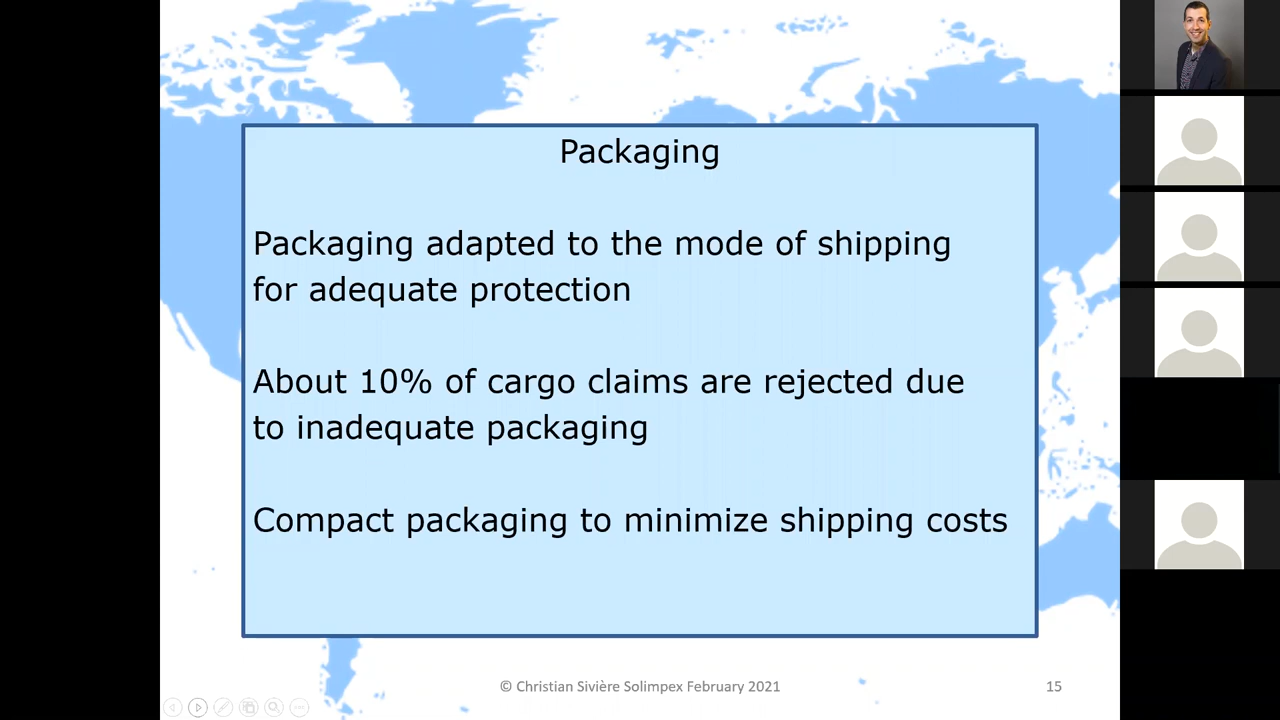 Packaging
Packaging adapted to the mode of shipping
for adequate protection
About 10% of cargo claims are rejected due
to inadequate packaging
Compact packaging to minimize shipping costs
© Christian Sivière Solimpex February 2021
15